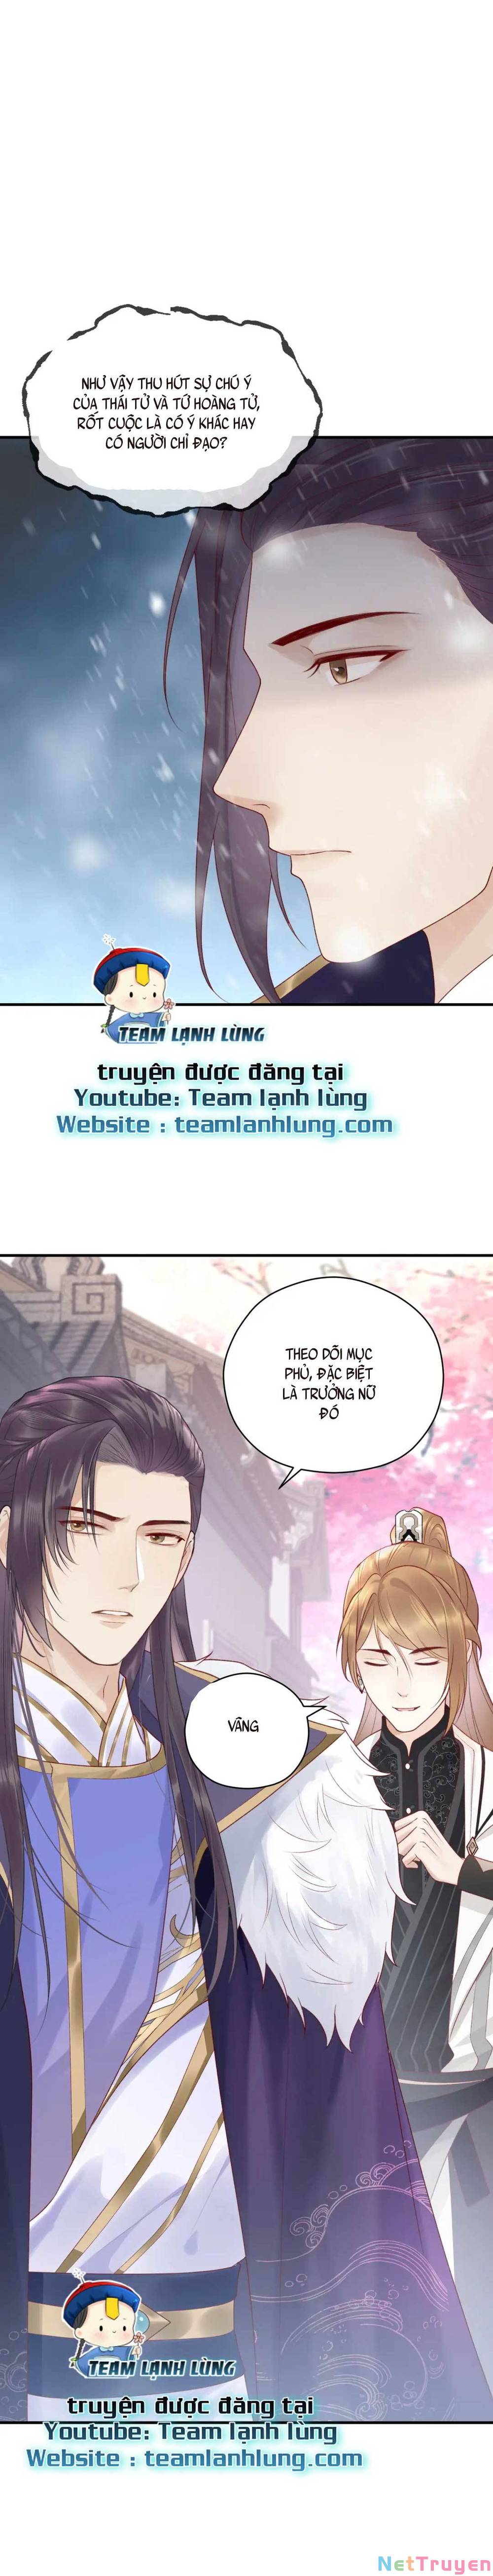 NHƯ VẬY THU HÚT SỰ CHÚ Ý
CỦA THÁI TỬ VÀ TỨ HOÀNG TỬ,
RỐT CUỘC LÀ CÓ Ý KHÁC HAY
CÓ NGƯỜI CHỈ ĐẠO?
TEAM LẠNH LÙNG
truyện được đăng tại
Youtube: Team lạnh lùng
Website : teamlanhlung.com
THEO DÕI MỤC
PHỦ, ĐẶC BIỆT
LÀ TRƯỞNG NỮ
ĐÓ
VÂNG
TEAM LẠNH LÙNG
truyện được đăng tại
Youtube: Team lạnh lùng
Website : teamlanhlung.com
NetTruyen